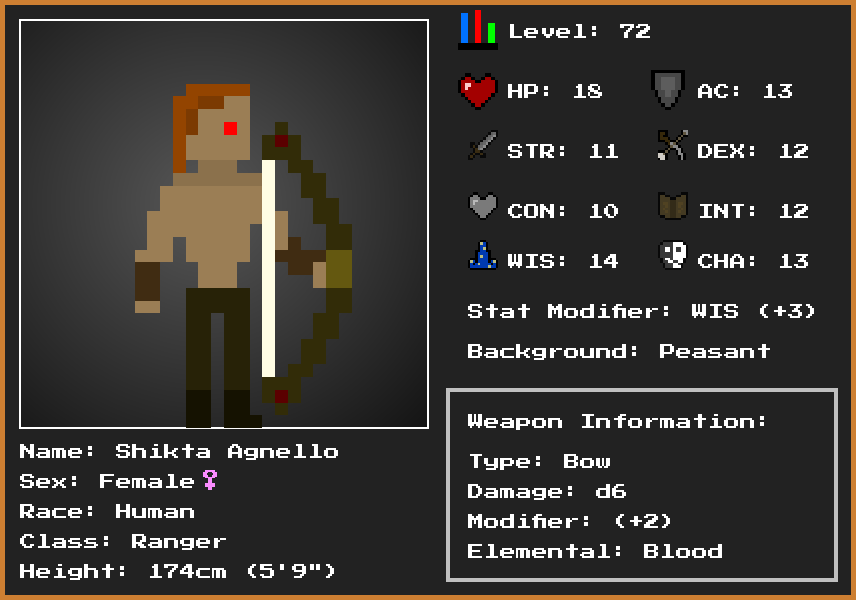 Level: 72
HP: 18 AC: 13
STR: 11 DEX: 12
CON: 10 INT: 12
WIS: 14 CHA: 13
Stat Modifier: WIS (+3)
Background: Peasant
Weapon Information:
Type: Bow
Damage: d6
Modifier: (+2)
Elemental: Blood
Name: Shikta Agnello
Sex: Female♀
Race: Human
Class: Ranger
Height: 174cm (5'9")